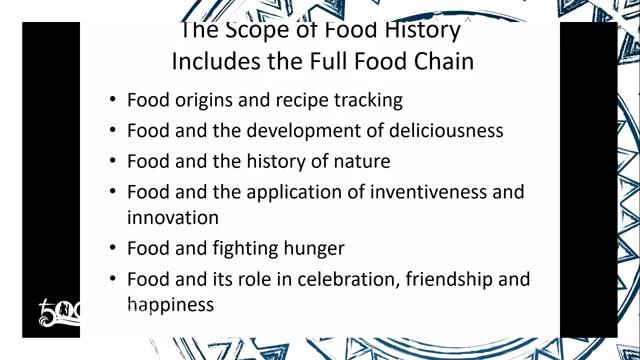 The Scope of Food History
Includes the Full Food Chain
• Food origins and recipe tracking
• Food and the development of deliciousness
• Food and the history of nature
• Food and the application of inventiveness and
innovation
• Food and fighting hunger
• Food and its role in celebration, friendship and
happiness